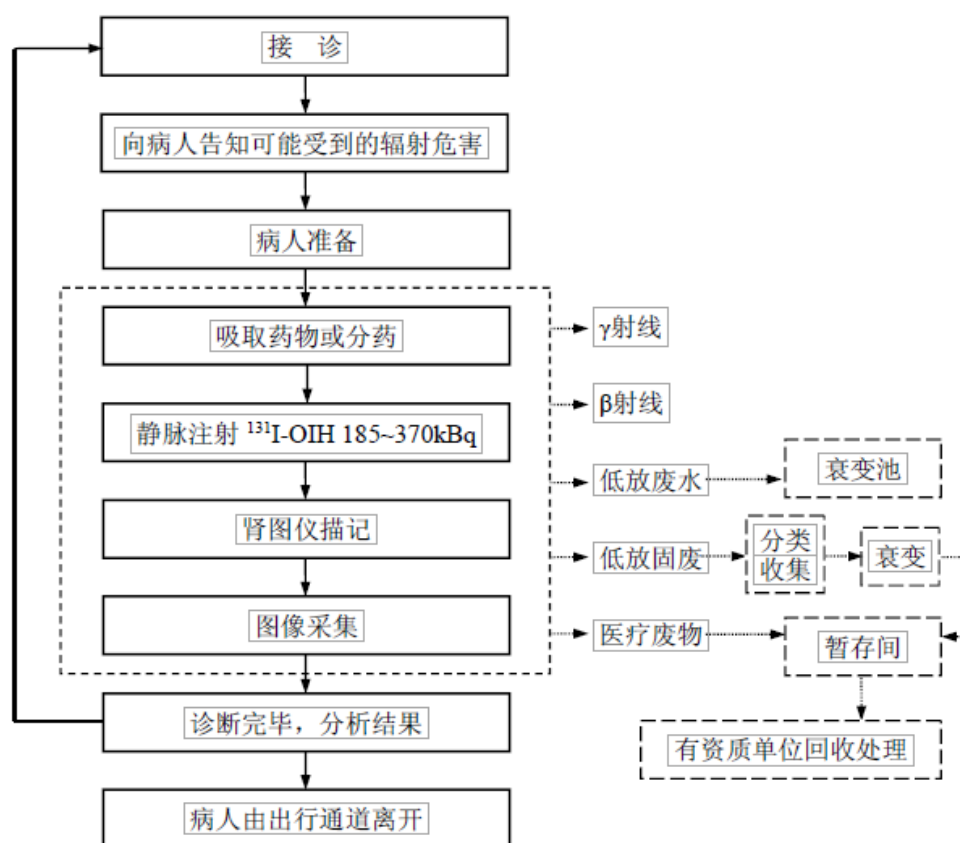 接 诊
向病人告知可能受到的辐射危害
病人准备
吸取药物或分药
静脉注射 ¹³¹I-OIH 185~370kBq
肾图仪描记
图像采集
诊断完毕，分析结果
病人由出行通道离开
γ射线
β射线
低放废水
衰变池
低放固废
分类
收集
衰变
医疗废物
暂存间
有资质单位回收处理